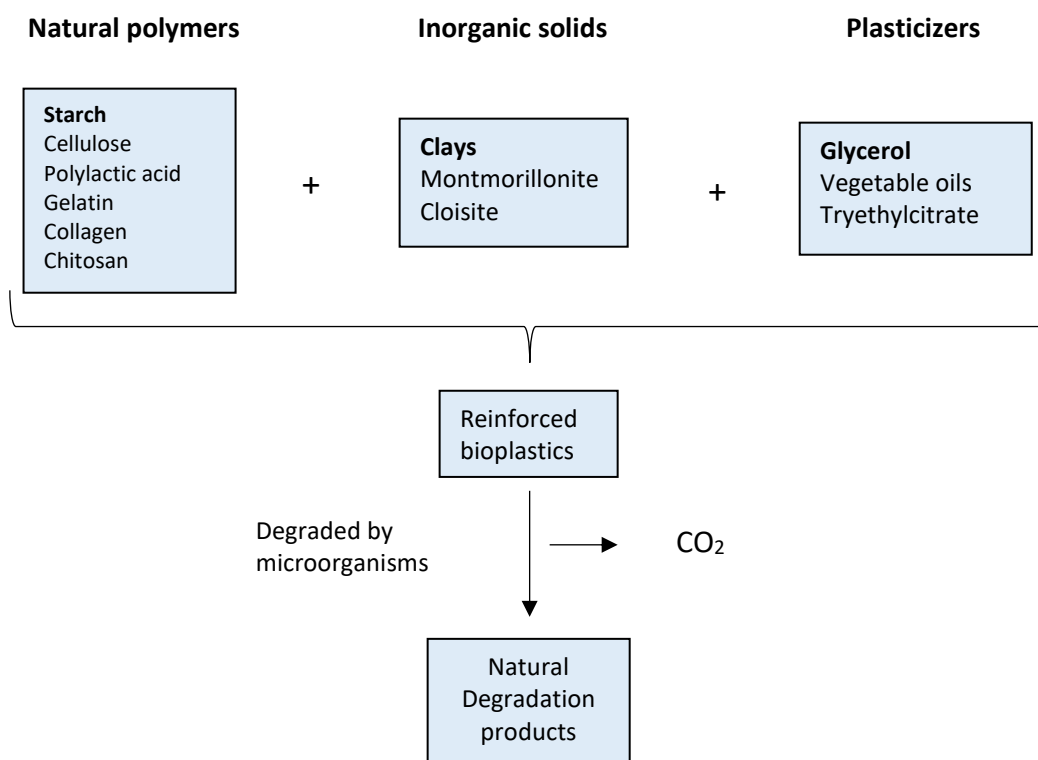 Natural polymers
Inorganic solids
Plasticizers
Starch
Cellulose
Polylactic acid
Gelatin
Collagen
Chitosan
+
Clays
Montmorillonite
Cloisite
+
Glycerol
Vegetable oils
Tryethylcitrate
Reinforced
bioplastics
Degraded by
microorganisms
CO₂
Natural
Degradation
products